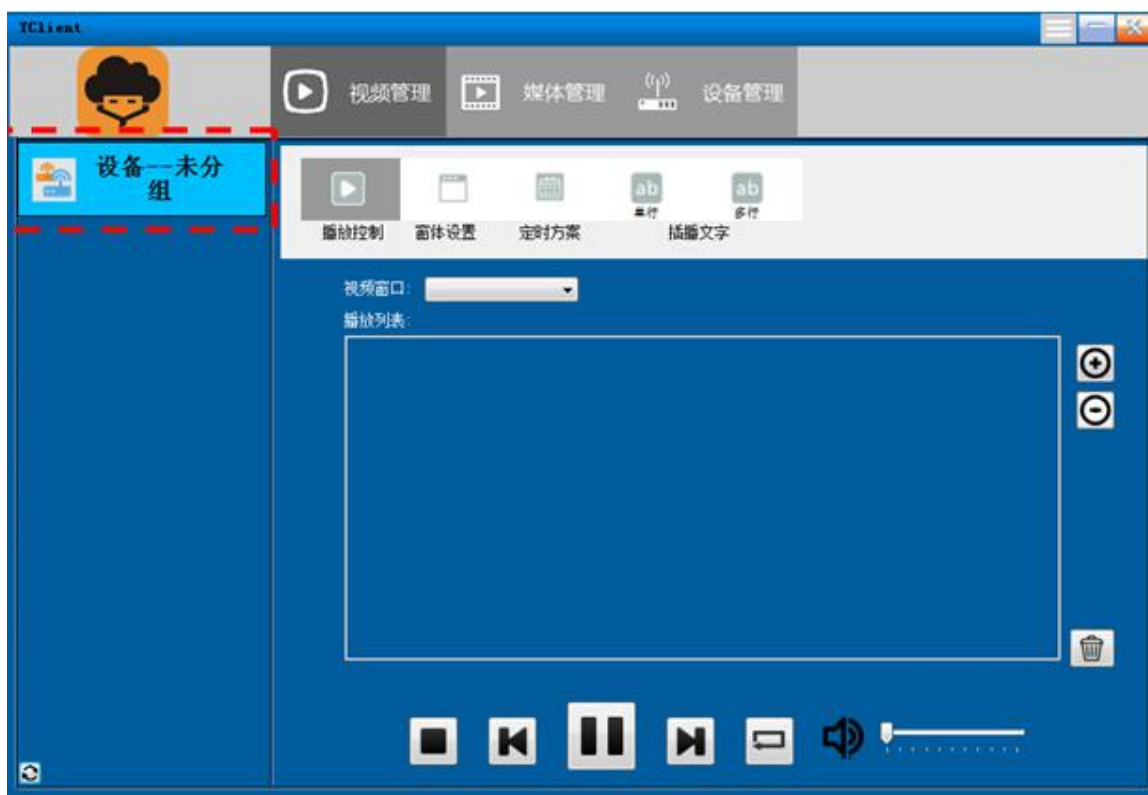 YClient
视频管理
媒体管理
设备管理
设备--未分
组
ab
ab
单行
多行
播放控制
窗体设置
定时方案
插播文字
视频窗口:
播放列表: